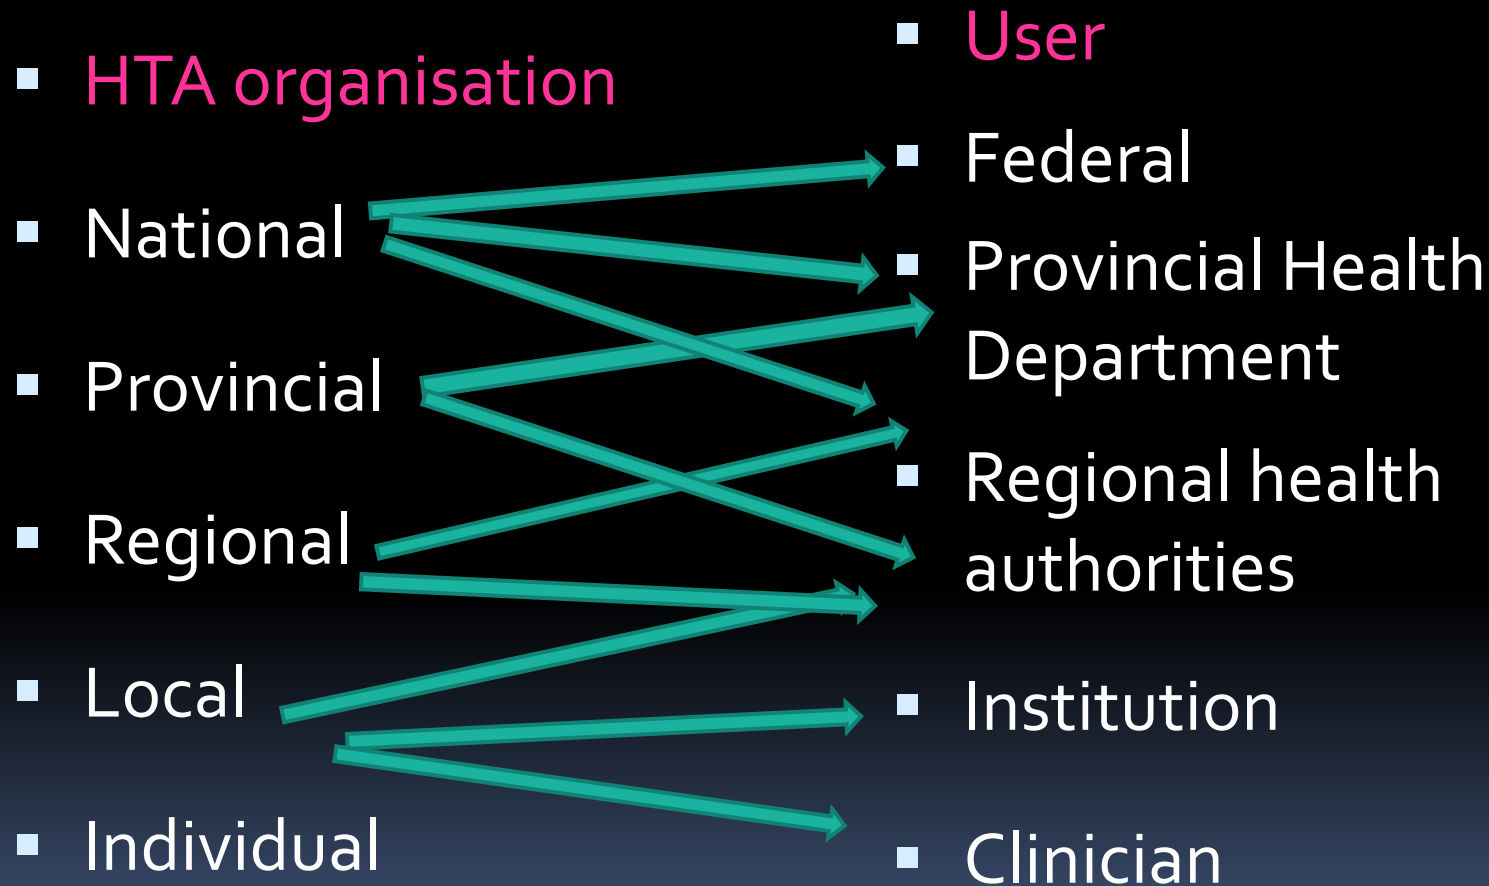 HTA organisation
National
Provincial
Regional
Local
Individual
User
Federal
Provincial Health
Department
Regional health
authorities
Institution
Clinician